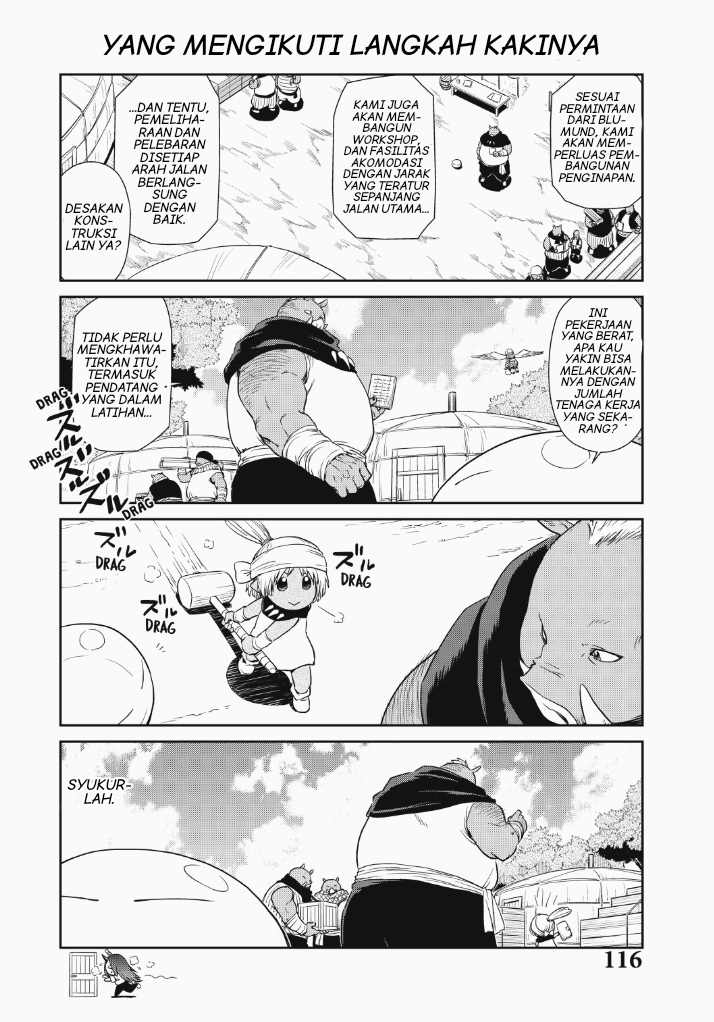 YANG MENGIKUTI LANGKAH KAKINYA
SESUAI
PERMINTAAN
DARI BLU-
MUND, KAMI
AKAN MEM-
PERLUAS PEM-
BANGUNAN
PENGINAPAN.
KAMI JUGA
AKAN MEM-
BANGUN
WORKSHOP,
DAN FASILITAS
AKOMODASI
DENGAN JARAK
YANG TERATUR
SEPANJANG
JALAN UTAMA...
...DAN TENTU,
PEMELIHA-
RAAN DAN
PELEBARAN
DISETIAP
ARAH JALAN
BERLANG-
SUNG
DENGAN
BAIK.
DESAKAN
KONS-
TRUKSI
LAIN YA?
INI
PEKERJAAN
YANG BERAT,
APA KAU
YAKIN BISA
MELAKUKAN-
NYA DENGAN
JUMLAH
TENAGA KERJA
YANG SEKA-
RANG?
TIDAK PERLU
MENGKHAWA-
TIRKAN ITU,
TERMASUK
PENDATANG
YANG DALAM
LATIHAN...
DRAG
ズル
DRAG
ズズ
ズル
DRAG
ズル
DRAG
ズル
DRAG
ズル
DRAG
SYUKUR-
LAH.
116